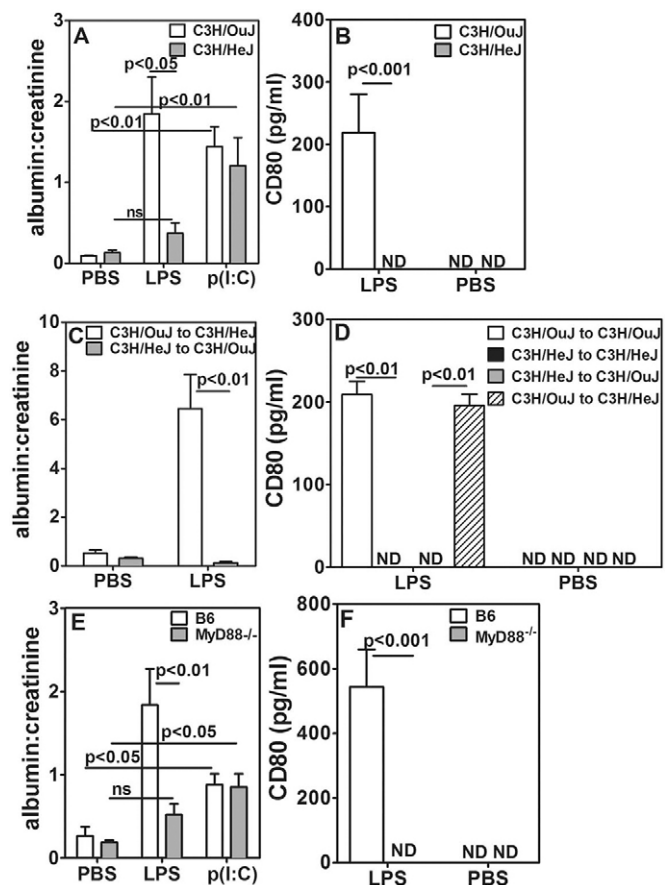 A
C3H/OuJ
C3H/HeJ
albumin:creatinine
3
2
1
0
p<0.05
p<0.01
p<0.01
ns
PBS LPS p(I:C)
B
C3H/OuJ
C3H/HeJ
CD80 (pg/ml)
400
300
200
100
0
p<0.001
ND ND ND
LPS PBS
C
C3H/OuJ to C3H/HeJ
C3H/HeJ to C3H/OuJ
albumin:creatinine
10
8
6
4
2
0
p<0.01
PBS LPS
D
C3H/OuJ to C3H/OuJ
C3H/HeJ to C3H/HeJ
C3H/HeJ to C3H/OuJ
C3H/OuJ to C3H/HeJ
CD80 (pg/ml)
300
200
100
0
p<0.01 p<0.01
ND ND ND ND ND ND
LPS PBS
E
B6
MyD88-/-
albumin:creatinine
3
2
1
0
p<0.01
p<0.05
p<0.05
ns
PBS LPS p(I:C)
F
B6
MyD88-/-
CD80 (pg/ml)
800
600
400
200
0
p<0.001
ND ND ND
LPS PBS